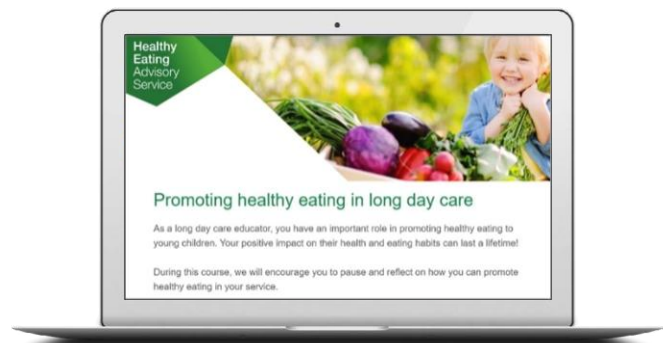 Healthy
Eating
Advisory
Service
Promoting healthy eating in long day care
As a long day care educator, you have an important role in promoting healthy eating to
young children. Your positive impact on their health and eating habits can last a lifetime!
During this course, we will encourage you to pause and reflect on how you can promote
healthy eating in your service.